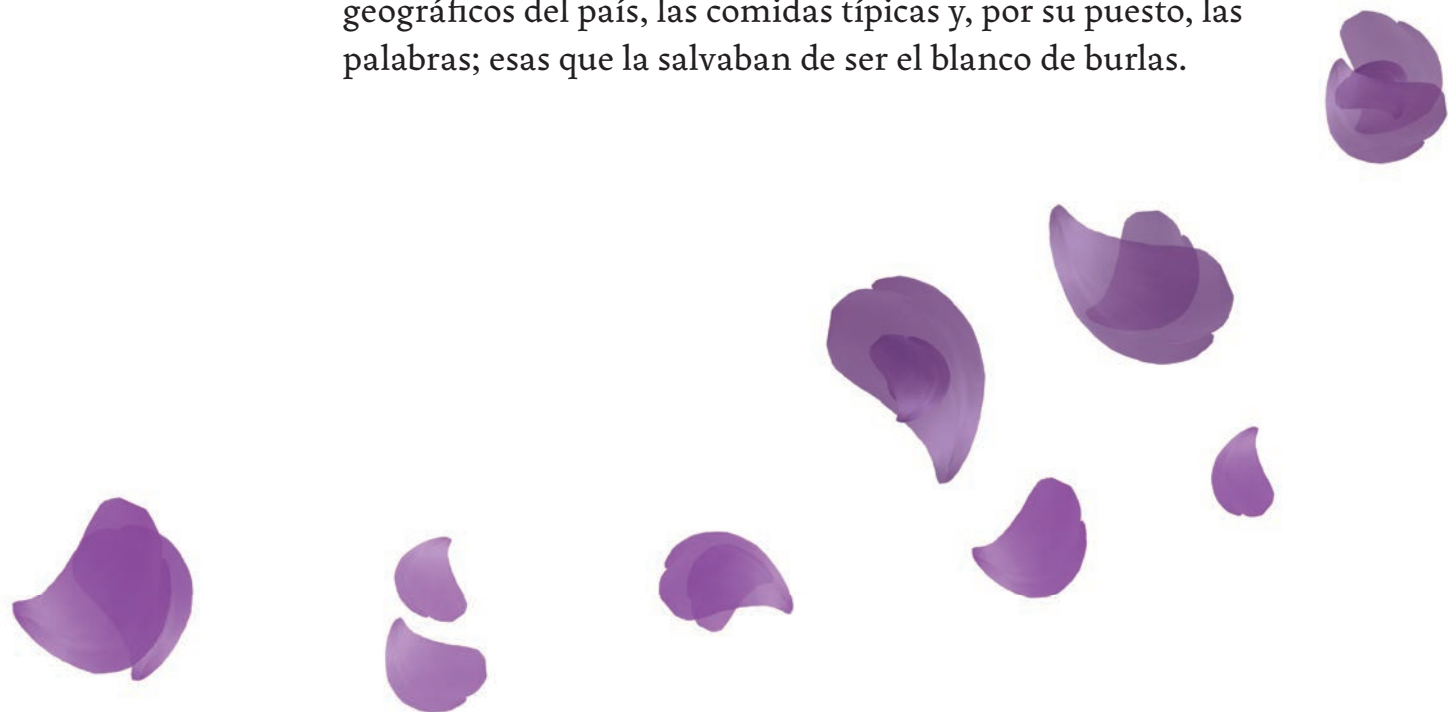 geográficos del país, las comidas típicas y, por su puesto, las
palabras; esas que la salvaban de ser el blanco de burlas.